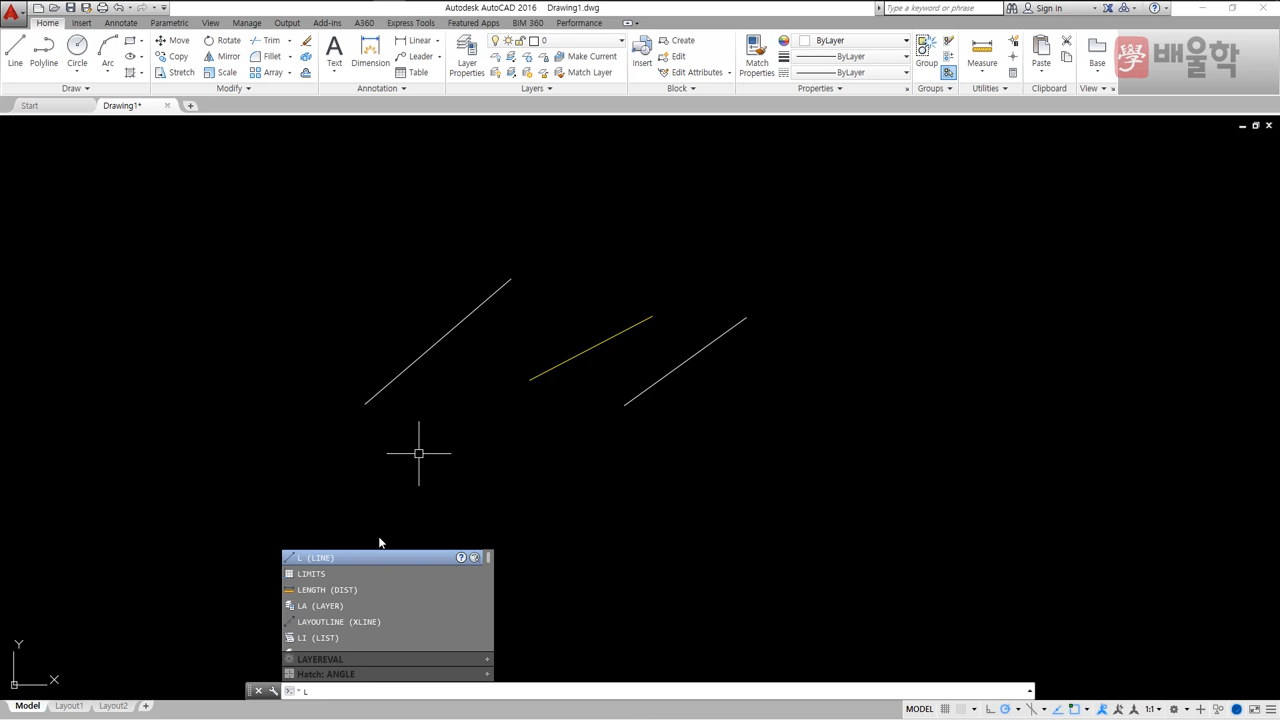 Autodesk AutoCAD 2016 Drawing1.dwg
Type a keyword or phrase
Sign In
Home Insert Annotate Parametric View Manage Output Add-ins A360 Express Tools Featured Apps BIM 360 Performance
Line Polyline Circle Arc
Move Rotate Trim
Copy Mirror Fillet
Stretch Scale Array
Text Dimension
Linear
Leader
Table
Layer Properties
0
Make Current
Match Layer
Insert
Create
Edit
Edit Attributes
Match Properties
ByLayer
ByLayer
ByLayer
Group
Measure
Paste
Base
學 배울학
Draw Modify Annotation Layers Block Properties Groups Utilities Clipboard View
Start Drawing1*
L (LINE)
LIMITS
LENGTH (DIST)
LA (LAYER)
LAYOUTLINE (XLINE)
LI (LIST)
LAYEREVAL
Hatch: ANGLE
L
Y
X
Model Layout1 Layout2
MODEL 1:1